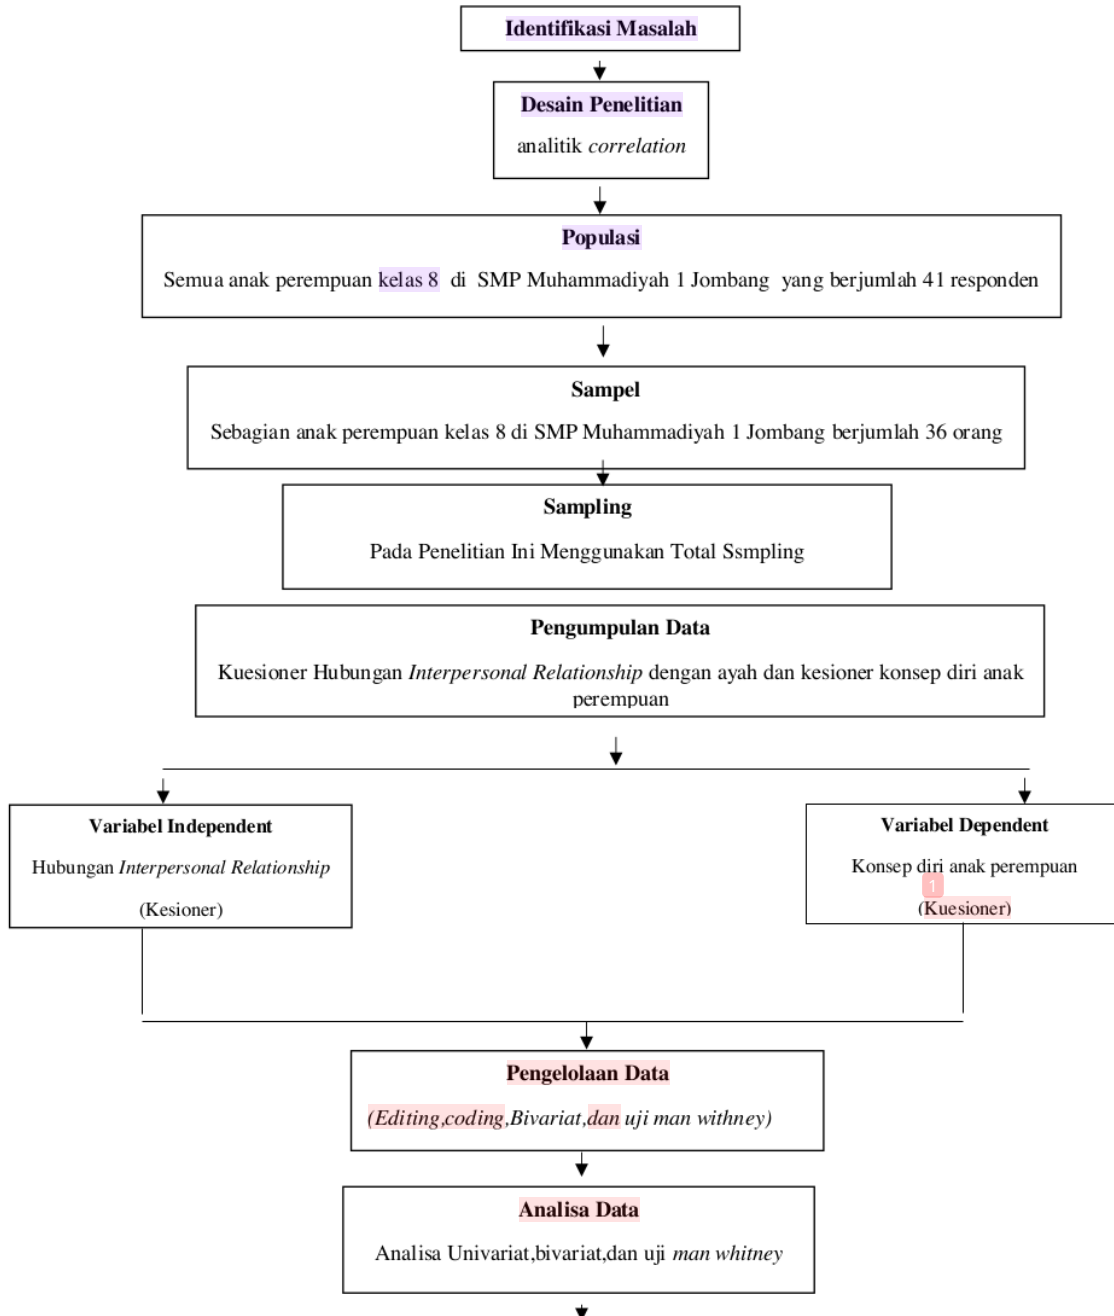 Identifikasi Masalah
Desain Penelitian
analitik correlation
Populasi
Semua anak perempuan kelas 8 di SMP Muhammadiyah 1 Jombang yang berjumlah 41 responden
Sampel
Sebagian anak perempuan kelas 8 di SMP Muhammadiyah 1 Jombang berjumlah 36 orang
Sampling
Pada Penelitian Ini Menggunakan Total Ssmpling
Pengumpulan Data
Kuesioner Hubungan Interpersonal Relationship dengan ayah dan kesioner konsep diri anak
perempuan
Variabel Independent
Hubungan Interpersonal Relationship
(Kesioner)
Variabel Dependent
Konsep diri anak perempuan
1
(Kuesioner)
Pengelolaan Data
(Editing,coding,Bivariat,dan uji man withney)
Analisa Data
Analisa Univariat,bivariat,dan uji man whitney